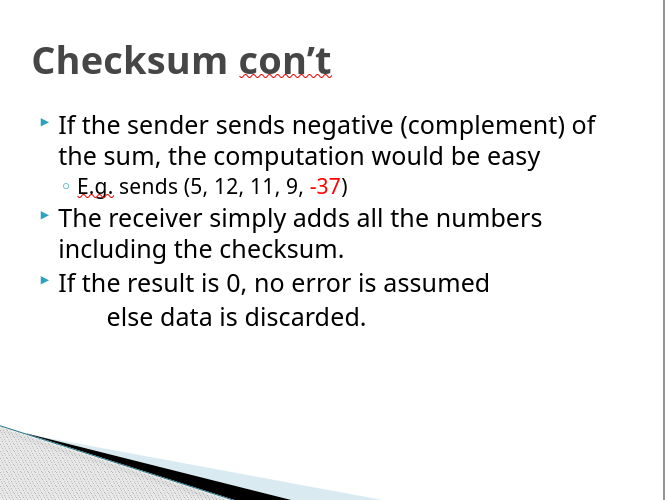 Checksum con’t
If the sender sends negative (complement) of
the sum, the computation would be easy
E.g. sends (5, 12, 11, 9, -37)
The receiver simply adds all the numbers
including the checksum.
If the result is 0, no error is assumed
else data is discarded.